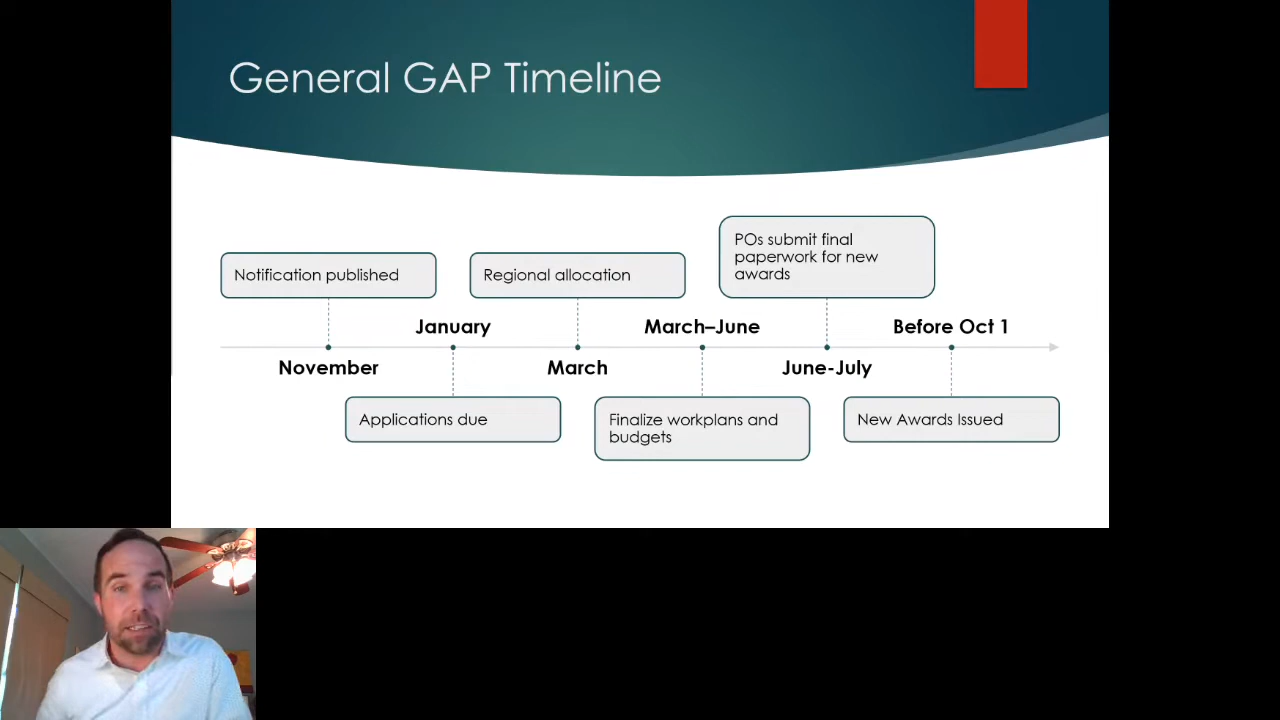 General GAP Timeline
Notification published
November
January
Applications due
Regional allocation
March
March–June
Finalize workplans and
budgets
POs submit final
paperwork for new
awards
June-July
Before Oct 1
New Awards Issued